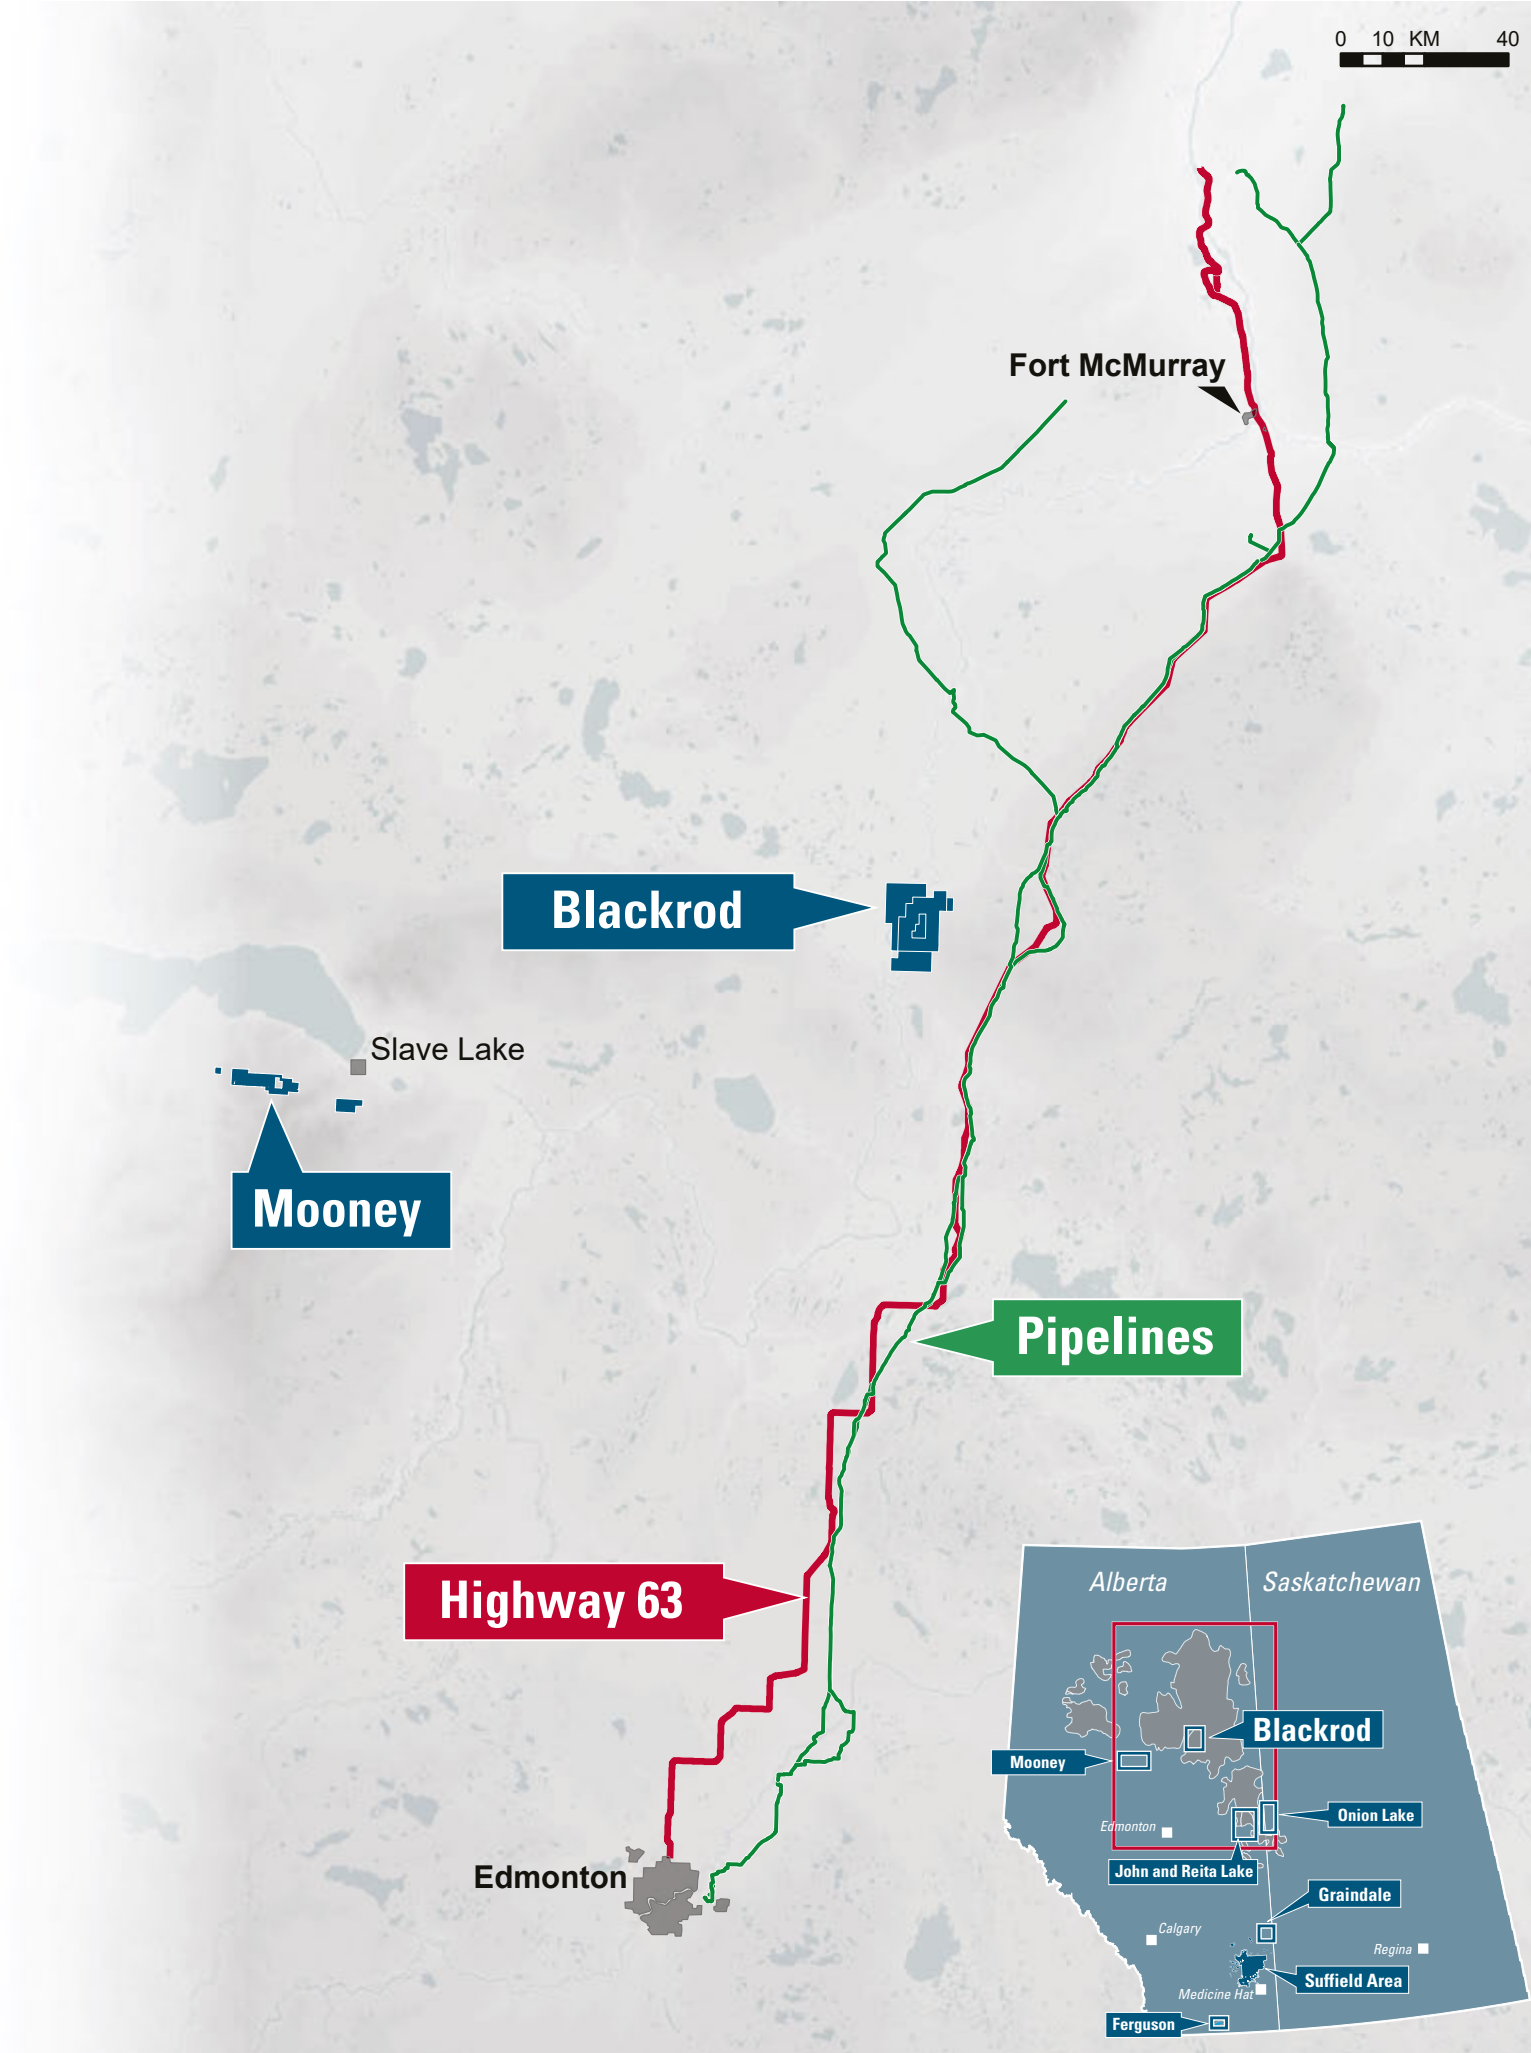 0 10 KM 40
Fort McMurray
Blackrod
Slave Lake
Mooney
Pipelines
Highway 63
Edmonton
Alberta
Saskatchewan
Blackrod
Mooney
Onion Lake
Edmonton
John and Reita Lake
Graindale
Calgary
Regina
Suffield Area
Medicine Hat
Ferguson